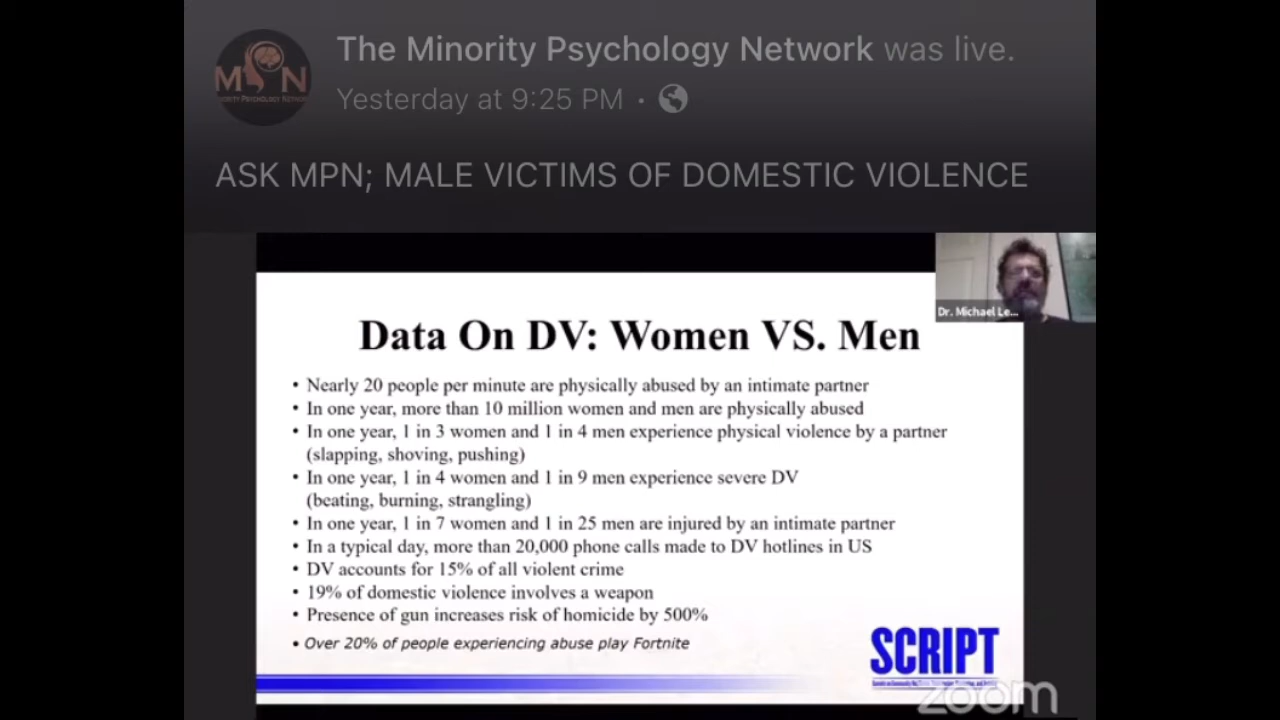 The Minority Psychology Network was live.
Yesterday at 9:25 PM ·
M N
ASK MPN; MALE VICTIMS OF DOMESTIC VIOLENCE
Dr. Michael Le...
Data On DV: Women VS. Men
• Nearly 20 people per minute are physically abused by an intimate partner
• In one year, more than 10 million women and men are physically abused
• In one year, 1 in 3 women and 1 in 4 men experience physical violence by a partner
(slapping, shoving, pushing)
• In one year, 1 in 4 women and 1 in 9 men experience severe DV
(beating, burning, strangling)
• In one year, 1 in 7 women and 1 in 25 men are injured by an intimate partner
• In a typical day, more than 20,000 phone calls made to DV hotlines in US
• DV accounts for 15% of all violent crime
• 19% of domestic violence involves a weapon
• Presence of gun increases risk of homicide by 500%
• Over 20% of people experiencing abuse play Fortnite
SCRIPT
zoom